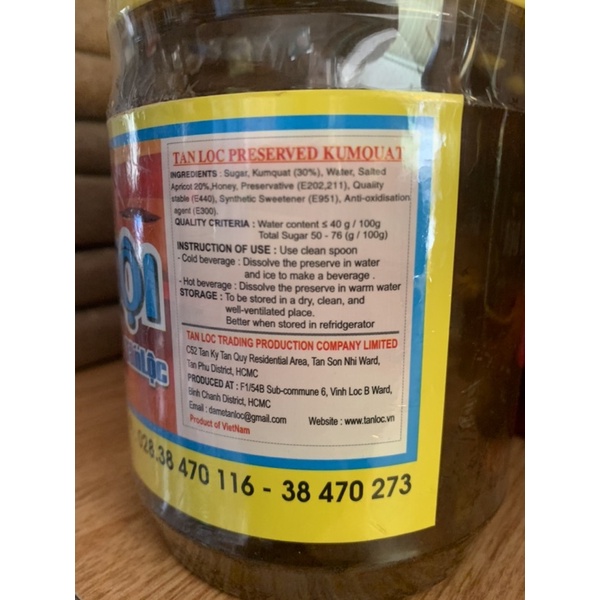 TAN LOC PRESERVED KUMQUAT
INGREDIENTS : Sugar, Kumquat (30%), Water, Salted
Apricot 20%,Honey, Preservative (E202,211), Quality
stable (E440), Synthetic Sweetener (E951), Anti-oxidisation
agent (E300).
QUALITY CRITERIA : Water content ≤ 40 g / 100g
Total Sugar 50 - 76 (g / 100g)
INSTRUCTION OF USE : Use clean spoon
- Cold beverage : Dissolve the preserve in water
and ice to make a beverage .
- Hot beverage : Dissolve the preserve in warm water
STORAGE : To be stored in a dry, clean, and
well-ventilated place.
Better when stored in refridgerator
TAN LOC TRADING PRODUCTION COMPANY LIMITED
C52 Tan Ky Tan Quy Residential Area, Tan Son Nhi Ward,
Tan Phu District, HCMC
PRODUCED AT : F1/54B Sub-commune 6, Vinh Loc B Ward,
Binh Chanh District, HCMC
Email : dametanloc@gmail.com Website : www.tanloc.vn
Product of VietNam
028.38 470 116 - 38 470 273